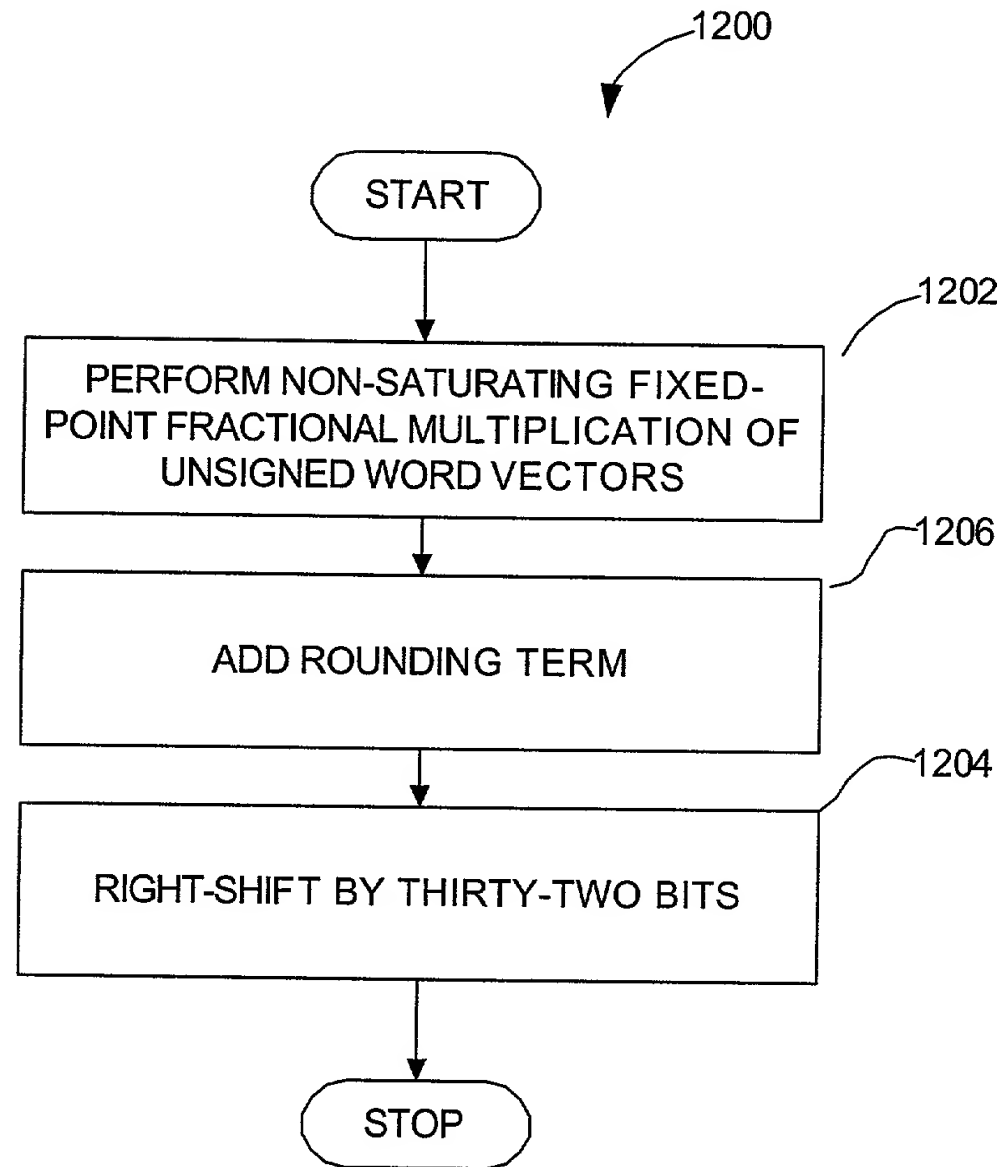 1200
START
1202
PERFORM NON-SATURATING FIXED-
POINT FRACTIONAL MULTIPLICATION OF
UNSIGNED WORD VECTORS
1206
ADD ROUNDING TERM
1204
RIGHT-SHIFT BY THIRTY-TWO BITS
STOP